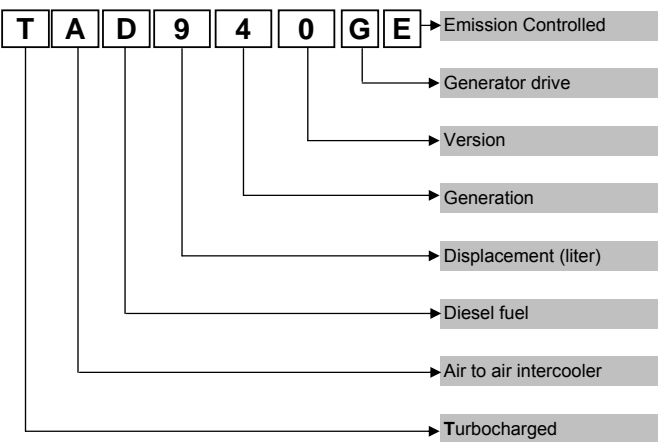 T A D 9 4 0 G E Emission Controlled
Generator drive
Version
Generation
Displacement (liter)
Diesel fuel
Air to air intercooler
Turbocharged